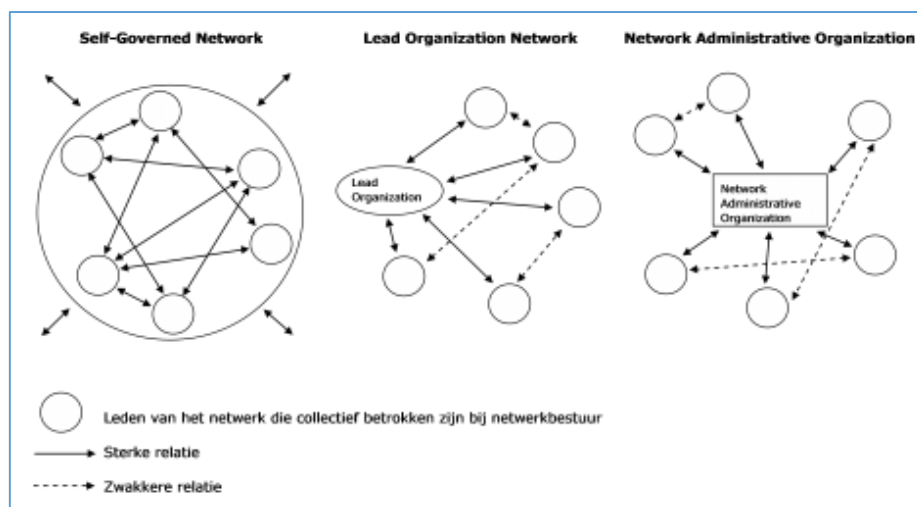 Self-Governed Network
Lead Organization Network
Network Administrative Organization
Lead
Organization
Network
Administrative
Organization
Leden van het netwerk die collectief betrokken zijn bij netwerkbestuur
Sterke relatie
Zwakkere relatie